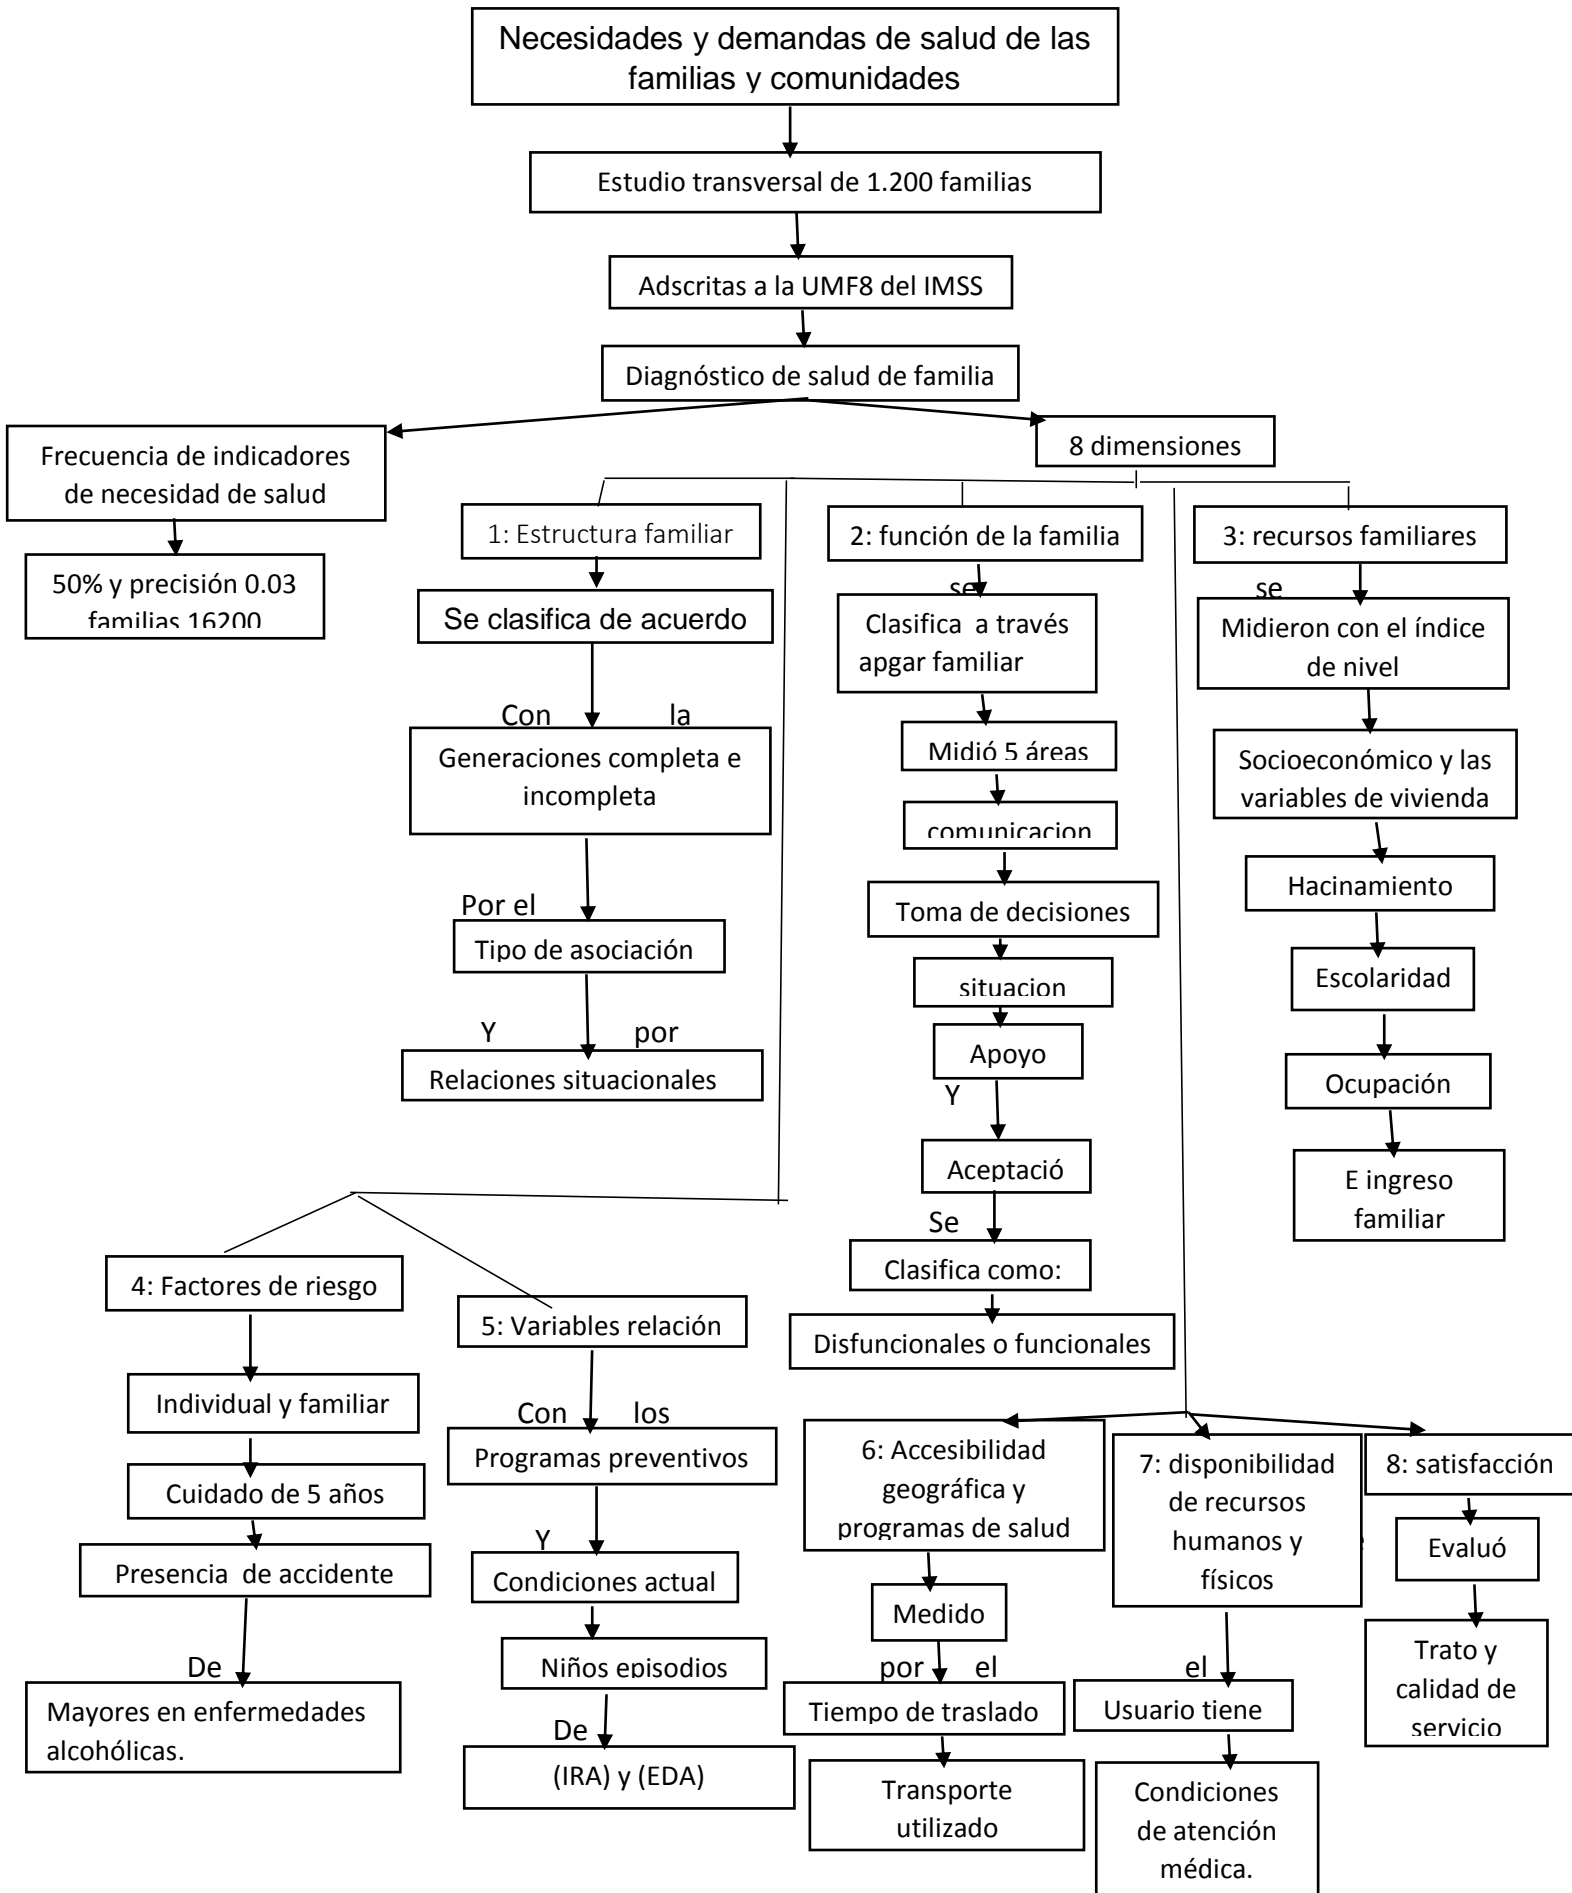 Necesidades y demandas de salud de las
familias y comunidades
Estudio transversal de 1.200 familias
Adscritas a la UMF8 del IMSS
Diagnóstico de salud de familia
Frecuencia de indicadores
de necesidad de salud
50% y precisión 0.03
familias 16200
8 dimensiones
1: Estructura familiar
Se clasifica de acuerdo
Con la
Generaciones completa e
incompleta
Por el
Tipo de asociación
Y por
Relaciones situacionales
2: función de la familia
se
Clasifica a través
apgar familiar
Midió 5 áreas
comunicacion
Toma de decisiones
situacion
Apoyo
Y
Aceptació
Se
Clasifica como:
Disfuncionales o funcionales
3: recursos familiares
se
Midieron con el índice
de nivel
Socioeconómico y las
variables de vivienda
Hacinamiento
Escolaridad
Ocupación
E ingreso
familiar
4: Factores de riesgo
Individual y familiar
Cuidado de 5 años
Presencia de accidente
De
Mayores en enfermedades
alcohólicas.
5: Variables relación
Con los
Programas preventivos
Y
Condiciones actual
Niños episodios
De
(IRA) y (EDA)
6: Accesibilidad
geográfica y
programas de salud
Medido
por el
Tiempo de traslado
Transporte
utilizado
7: disponibilidad
de recursos
humanos y
físicos
el
Usuario tiene
Condiciones
de atención
médica.
8: satisfacción
Evaluó
Trato y
calidad de
servicio